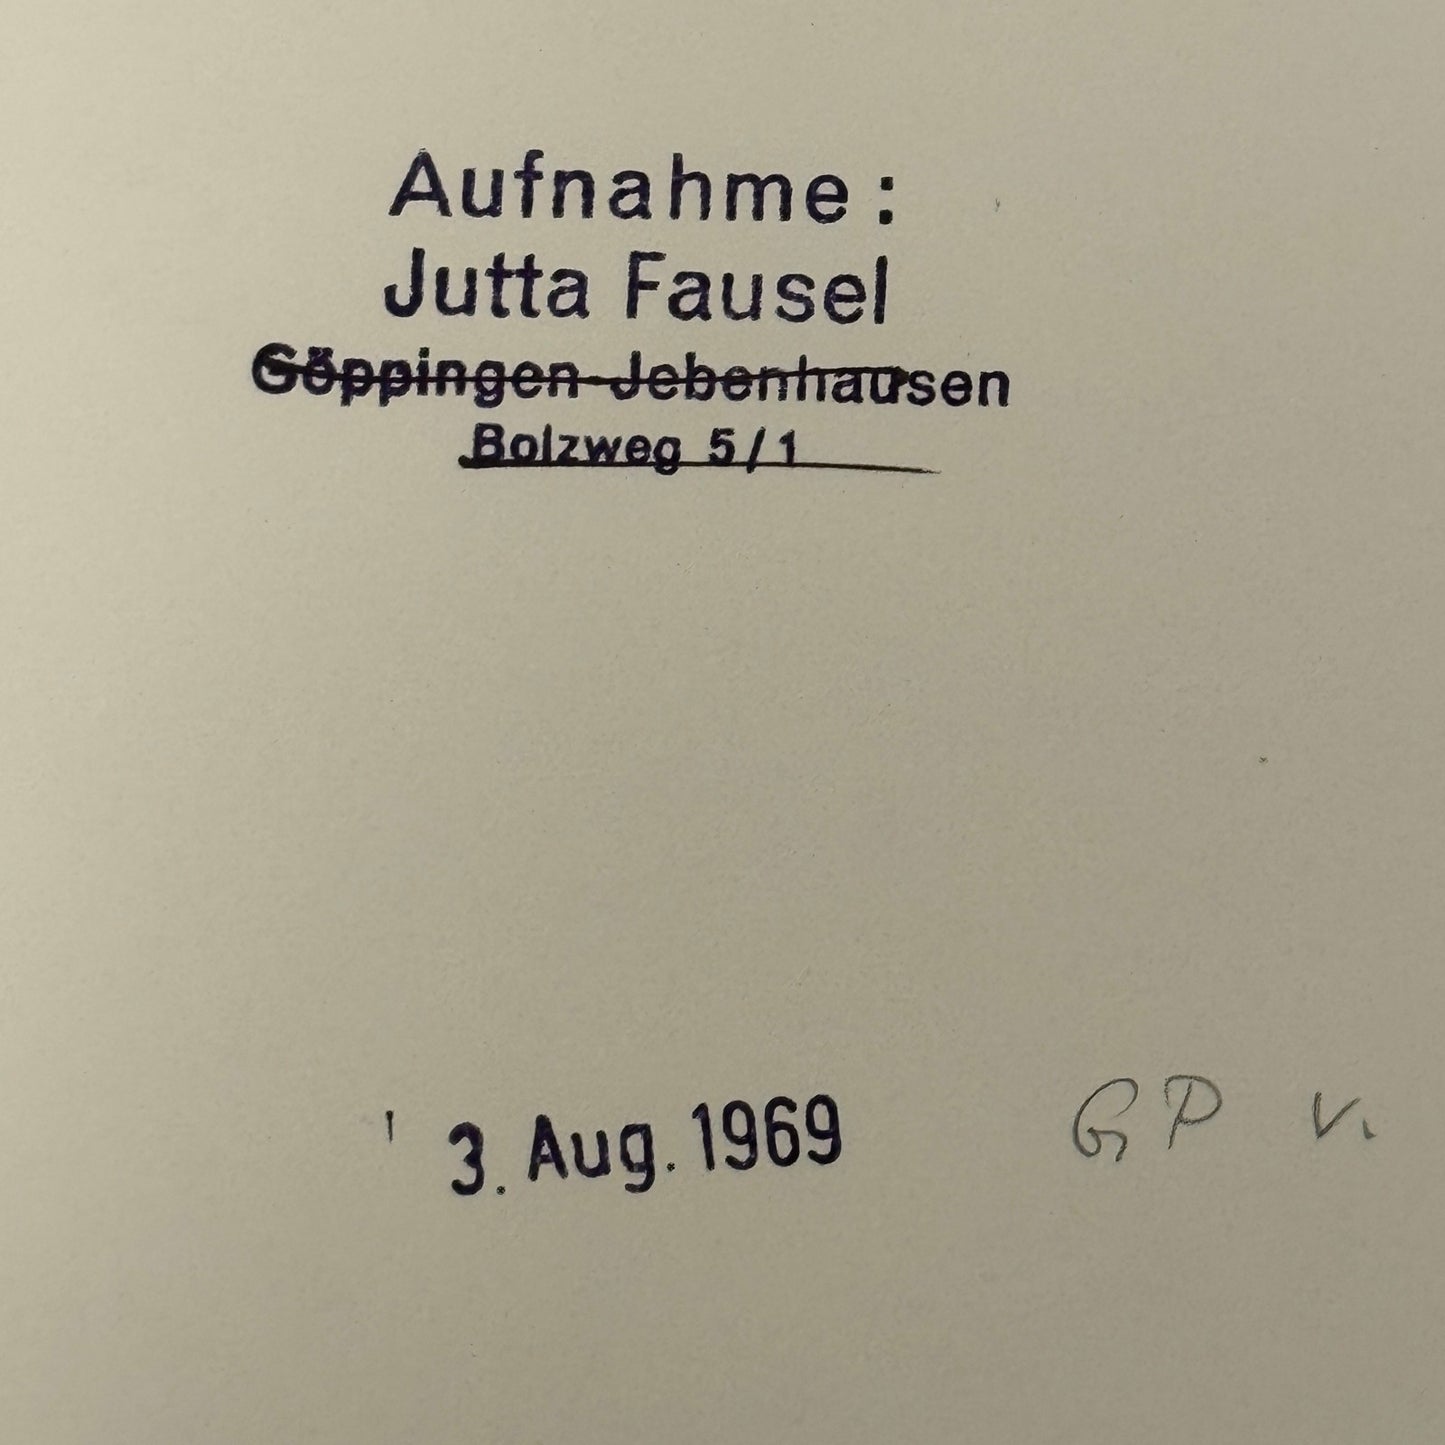 Aufnahme :
Jutta Fausel
Göppingen-Jebenhausen
Bolzweg 5/1
3. Aug. 1969 GP v.